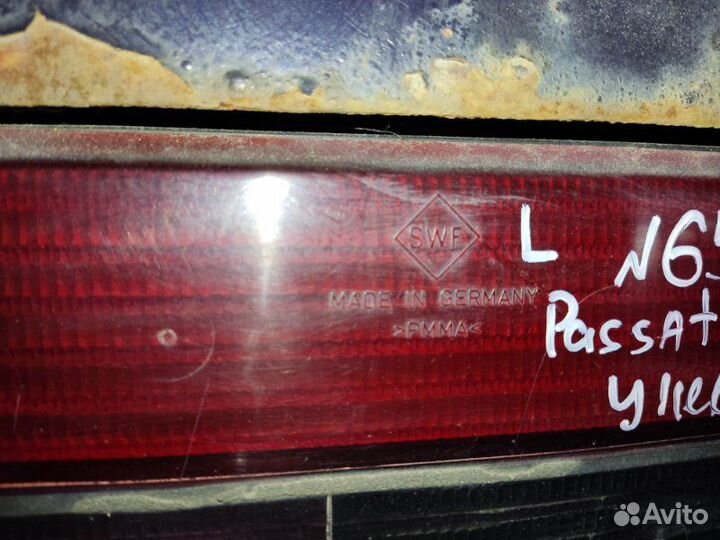 SWF
MADE IN GERMANY
>PMMA<
L
N65
Passat
Avito